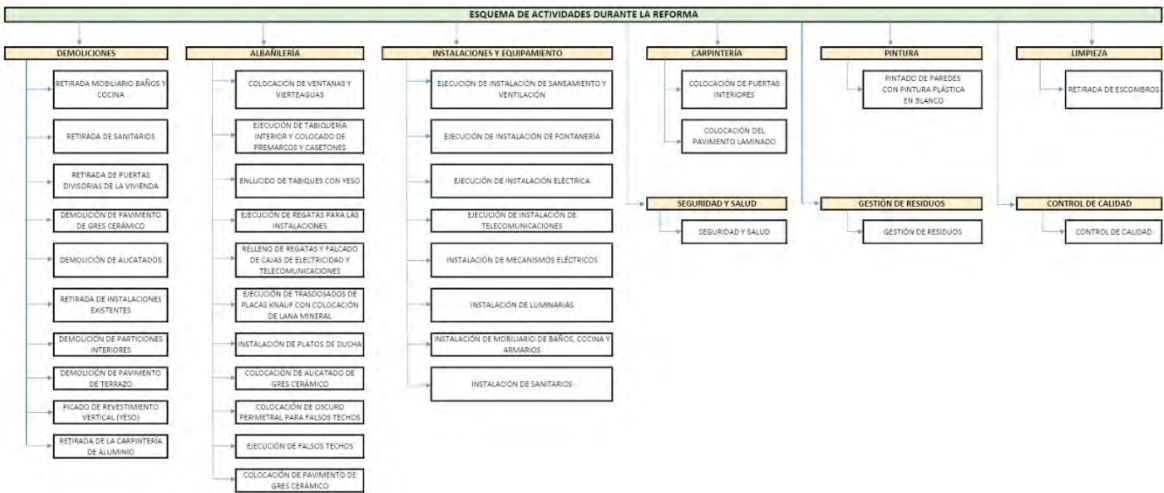 ESQUEMA DE ACTIVIDADES DURANTE LA REFORMA
DEMOLICIONES
RETIRADA MOBILIARIO BAÑOS Y
COCINA
RETIRADA DE SANITARIOS
RETIRADA DE PUERTAS
DIVISORIAS DE LA VIVIENDA
DEMOLICIÓN DE PAVIMENTO
DE GRES CERÁMICO
DEMOLICIÓN DE ALICATADOS
RETIRADA DE INSTALACIONES
EXISTENTES
DEMOLICIÓN DE PARTICIONES
INTERIORES
DEMOLICIÓN DE PAVIMENTO
DE TERRAZO
PICADO DE REVESTIMIENTO
VERTICAL (YESO)
RETIRADA DE LA CARPINTERÍA
DE ALUMINIO
ALBAÑILERÍA
COLOCACIÓN DE VENTANAS Y
VIERTEAGUAS
EJECUCIÓN DE TABIQUERIA
INTERIOR Y COLOCADO DE
PREMARCOS Y CASETONES
ENLUCIDO DE TABIQUES CON YESO
EJECUCIÓN DE REGATAS PARA LAS
INSTALACIONES
RELLENO DE REGATAS Y FALCADO
DE CAJAS DE ELECTRICIDAD Y
TELECOMUNICACIONES
EJECUCIÓN DE TRASDOSADOS DE
PLACAS KNAUF CON COLOCACIÓN
DE LANA MINERAL
INSTALACIÓN DE PLATOS DE DUCHA
COLOCACIÓN DE ALICATADO DE
GRES CERÁMICO
COLOCACIÓN DE OSCURO
PERIMETRAL PARA FALSOS TECHOS
EJECUCIÓN DE FALSOS TECHOS
COLOCACIÓN DE PAVIMENTO DE
GRES CERÁMICO
INSTALACIONES Y EQUIPAMIENTO
EJECUCIÓN DE INSTALACIÓN DE SANEAMIENTO Y
VENTILACIÓN
EJECUCIÓN DE INSTALACIÓN DE FONTANERÍA
EJECUCIÓN DE INSTALACIÓN ELÉCTRICA
EJECUCIÓN DE INSTALACIÓN DE
TELECOMUNICACIONES
INSTALACIÓN DE MECANISMOS ELÉCTRICOS
INSTALACIÓN DE LUMINARIAS
INSTALACIÓN DE MOBILIARIO DE BAÑOS, COCINA Y
ARMARIOS
INSTALACIÓN DE SANITARIOS
CARPINTERÍA
COLOCACIÓN DE PUERTAS
INTERIORES
COLOCACIÓN DEL
PAVIMENTO LAMINADO
PINTURA
PINTADO DE PAREDES
CON PINTURA PLÁSTICA
EN BLANCO
LIMPIEZA
RETIRADA DE ESCOMBROS
SEGURIDAD Y SALUD
SEGURIDAD Y SALUD
GESTIÓN DE RESIDUOS
GESTIÓN DE RESIDUOS
CONTROL DE CALIDAD
CONTROL DE CALIDAD